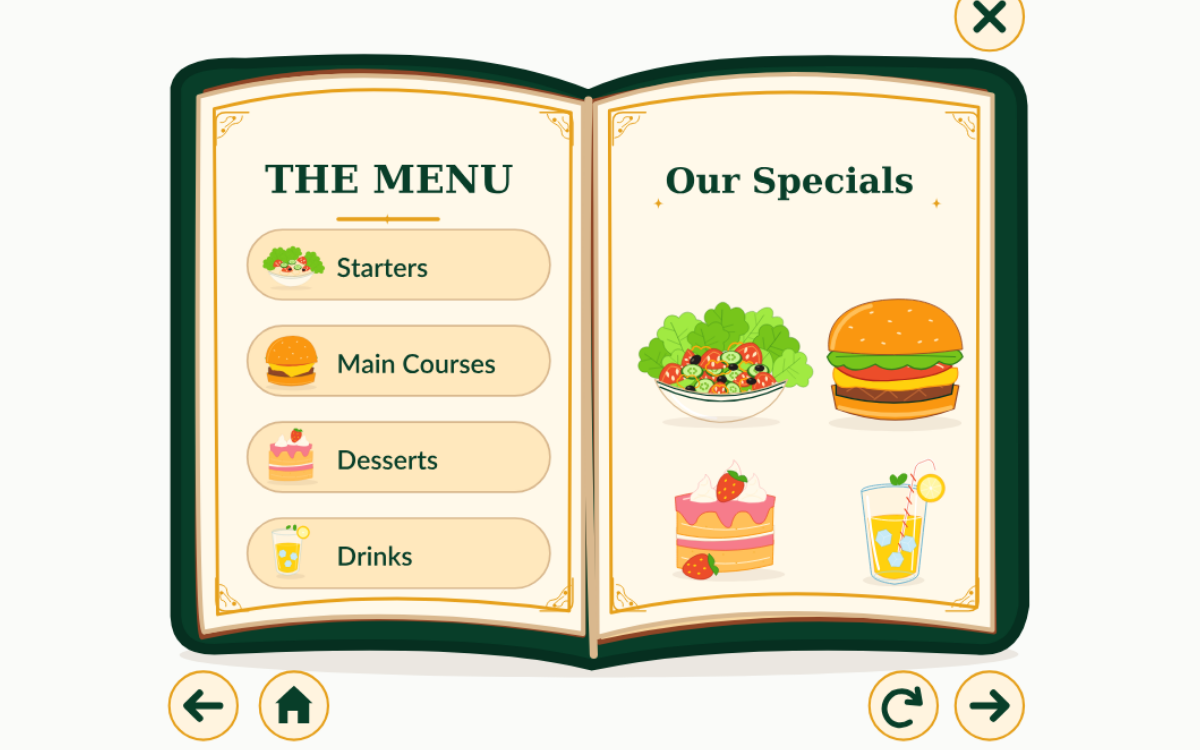 THE MENU
Starters
Main Courses
Desserts
Drinks
Our Specials